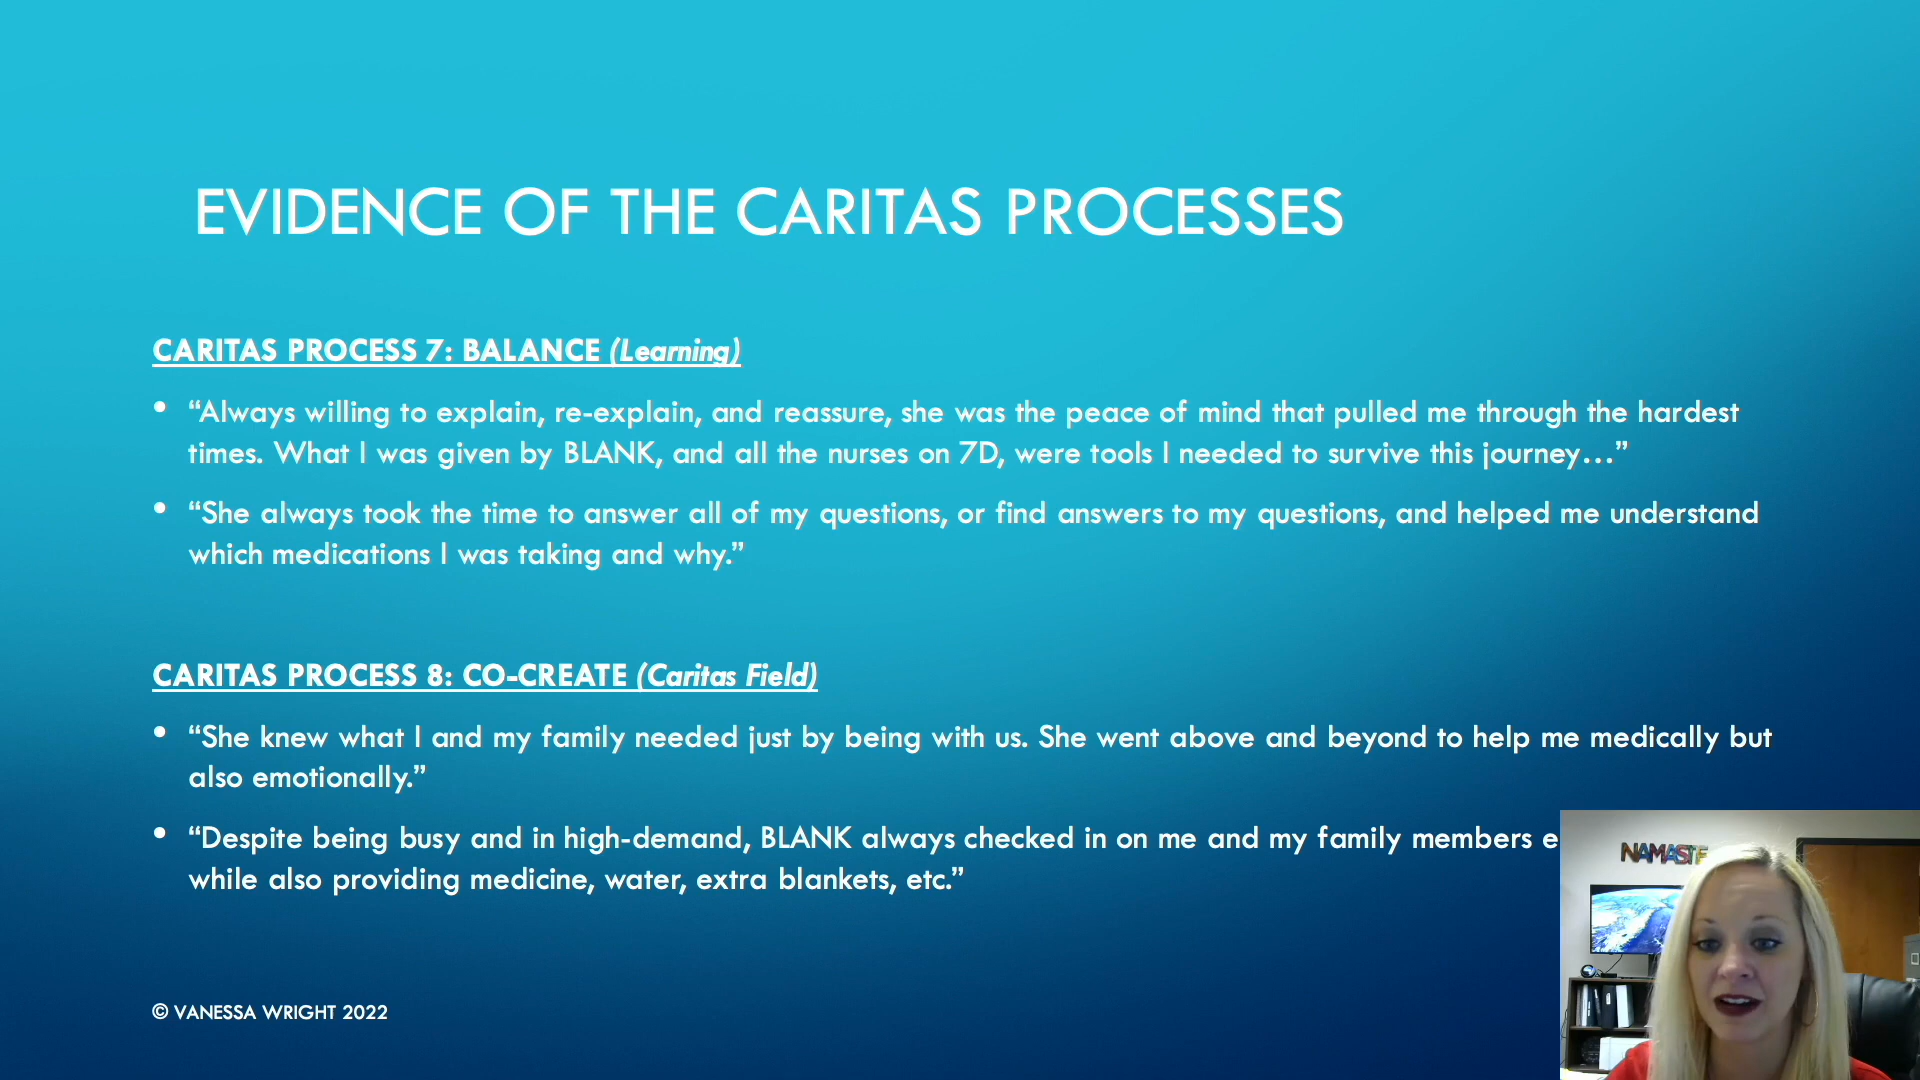 EVIDENCE OF THE CARITAS PROCESSES
CARITAS PROCESS 7: BALANCE (Learning)
• “Always willing to explain, re-explain, and reassure, she was the peace of mind that pulled me through the hardest
times. What I was given by BLANK, and all the nurses on 7D, were tools I needed to survive this journey…”
• “She always took the time to answer all of my questions, or find answers to my questions, and helped me understand
which medications I was taking and why.”
CARITAS PROCESS 8: CO-CREATE (Caritas Field)
• “She knew what I and my family needed just by being with us. She went above and beyond to help me medically but
also emotionally.”
• “Despite being busy and in high-demand, BLANK always checked in on me and my family members
while also providing medicine, water, extra blankets, etc.”
NAMASTE
© VANESSA WRIGHT 2022